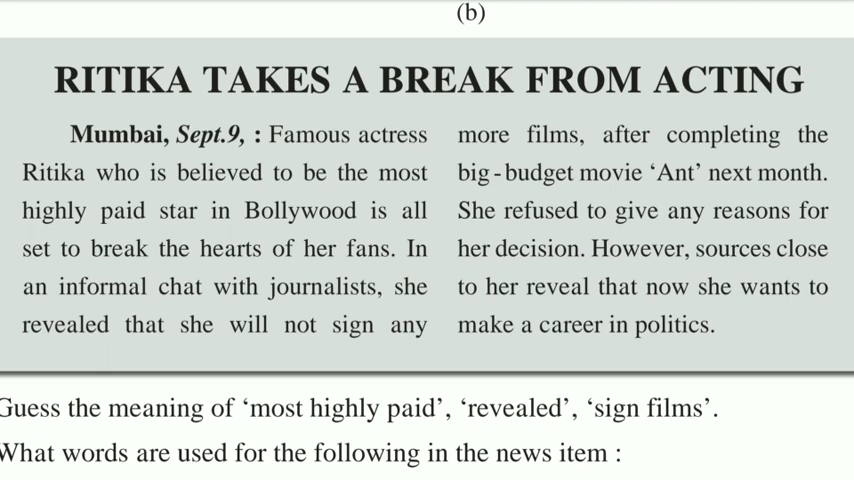 (b)
RITIKA TAKES A BREAK FROM ACTING
Mumbai, Sept.9, : Famous actress
Ritika who is believed to be the most
highly paid star in Bollywood is all
set to break the hearts of her fans. In
an informal chat with journalists, she
revealed that she will not sign any
more films, after completing the
big-budget movie ‘Ant’ next month.
She refused to give any reasons for
her decision. However, sources close
to her reveal that now she wants to
make a career in politics.
Guess the meaning of ‘most highly paid’, ‘revealed’, ‘sign films’.
What words are used for the following in the news item :